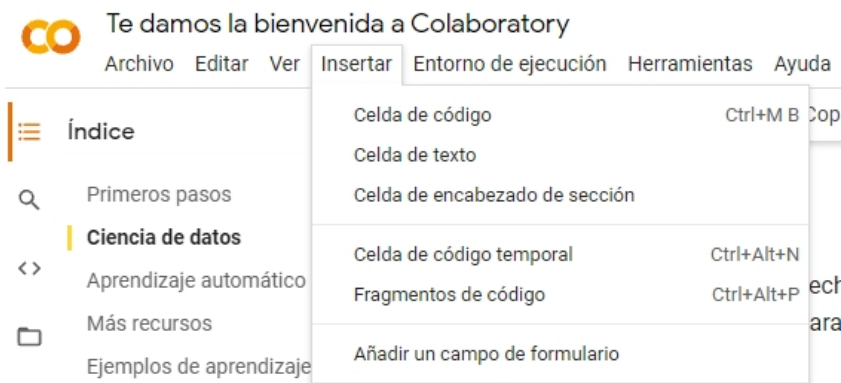 Te damos la bienvenida a Colaboratory
Archivo Editar Ver Insertar Entorno de ejecución Herramientas Ayuda
Índice
Primeros pasos
Ciencia de datos
Aprendizaje automático
Más recursos
Ejemplos de aprendizaje
Celda de código Ctrl+M B
Celda de texto
Celda de encabezado de sección
Celda de código temporal Ctrl+Alt+N
Fragmentos de código Ctrl+Alt+P
Añadir un campo de formulario